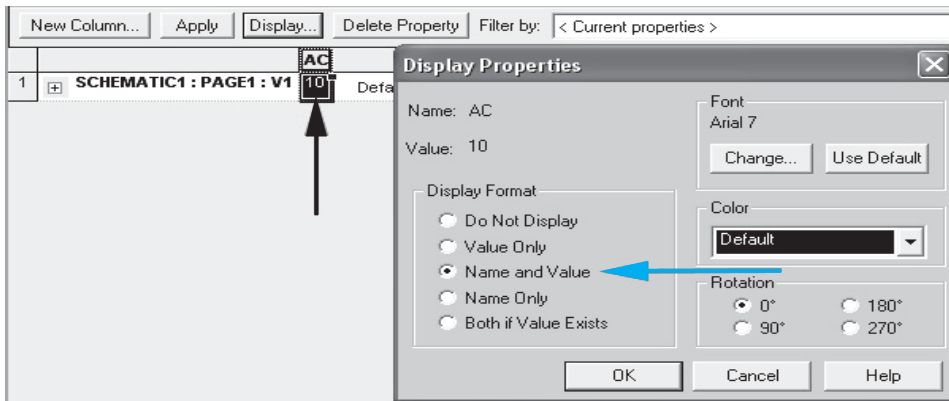 New Column... Apply Display... Delete Property Filter by: < Current properties >
AC
1 SCHEMATIC1 : PAGE1 : V1 10 Defa
Display Properties
Name: AC
Value: 10
Font
Arial 7
Change... Use Default
Display Format
Do Not Display
Value Only
Name and Value
Name Only
Both if Value Exists
Color
Default
Rotation
0° 180°
90° 270°
OK Cancel Help